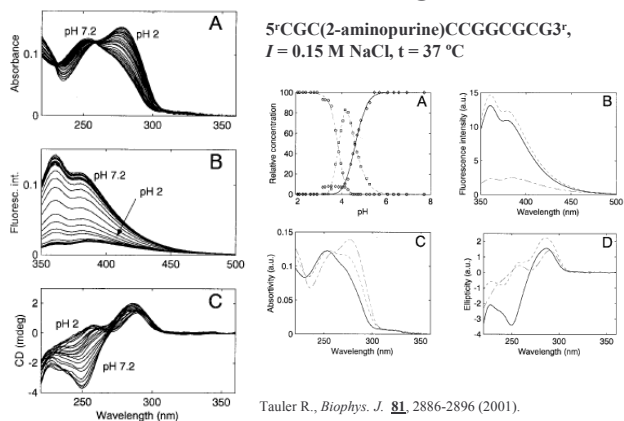 5ʳCGC(2-aminopurine)CCGGCGCG3ʳ,
I = 0.15 M NaCl, t = 37 ºC
A
pH 7.2
pH 2
Absorbance
0.1
0
250 300 350
B
pH 7.2
pH 2
Fluoresc. int.
0.1
0
350 400 450 500
C
pH 2
pH 7.2
CD (mdeg)
2
0
-2
-4
250 300 350
Wavelength (nm)
A
Relative concentration
100
80
60
40
20
0
2 3 4 5 6 7 8
pH
B
Fluorescence intensity (a.u.)
15
10
5
0
350 400 450 500
Wavelength (nm)
C
Absortivity (a.u.)
0.15
0.1
0.05
0
250 300 350
Wavelength (nm)
D
Ellipticity (a.u.)
3
2
1
0
-1
-2
-3
-4
250 300 350
Wavelength (nm)
Tauler R., Biophys. J. 81, 2886-2896 (2001).